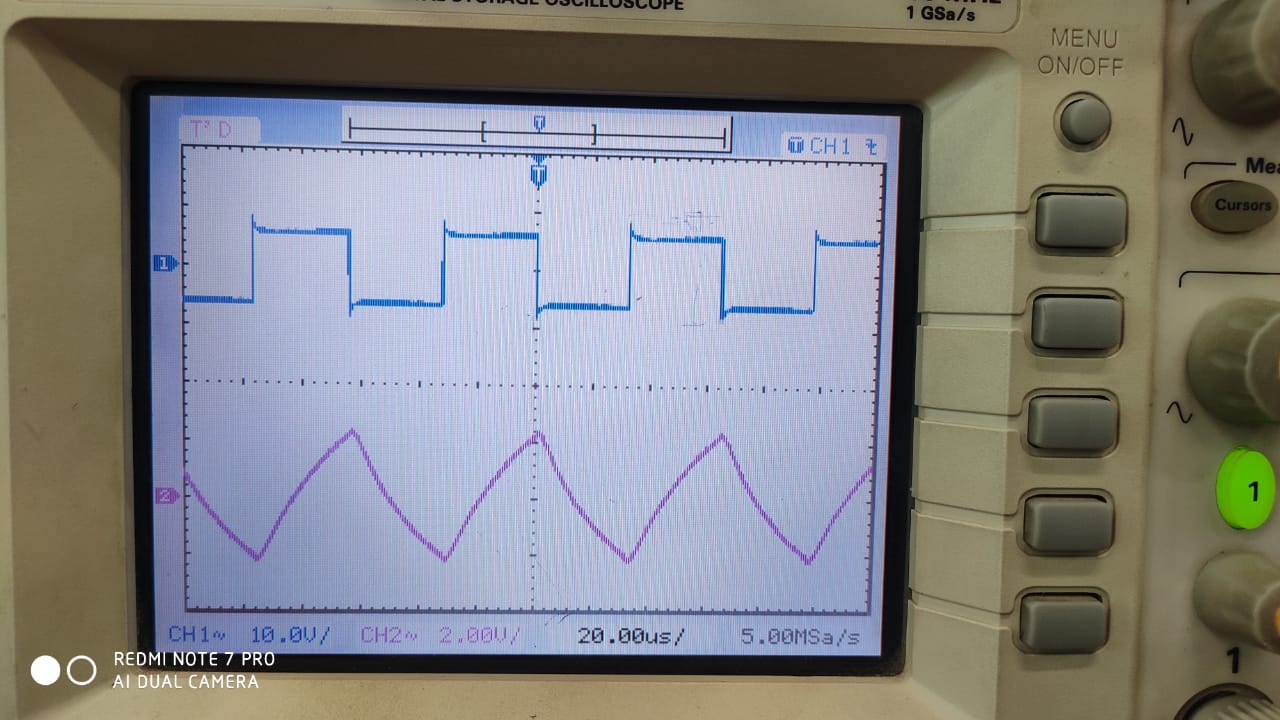 STORAGE OSCILLOSCOPE
1 GSa/s
MENU
ON/OFF
T'D
T
T CH1
T
1
2
CH1~ 10.0V/ CH2~ 2.00V/ 20.00us/ 5.00MSa/s
Cursors
1
1
REDMI NOTE 7 PRO
AI DUAL CAMERA